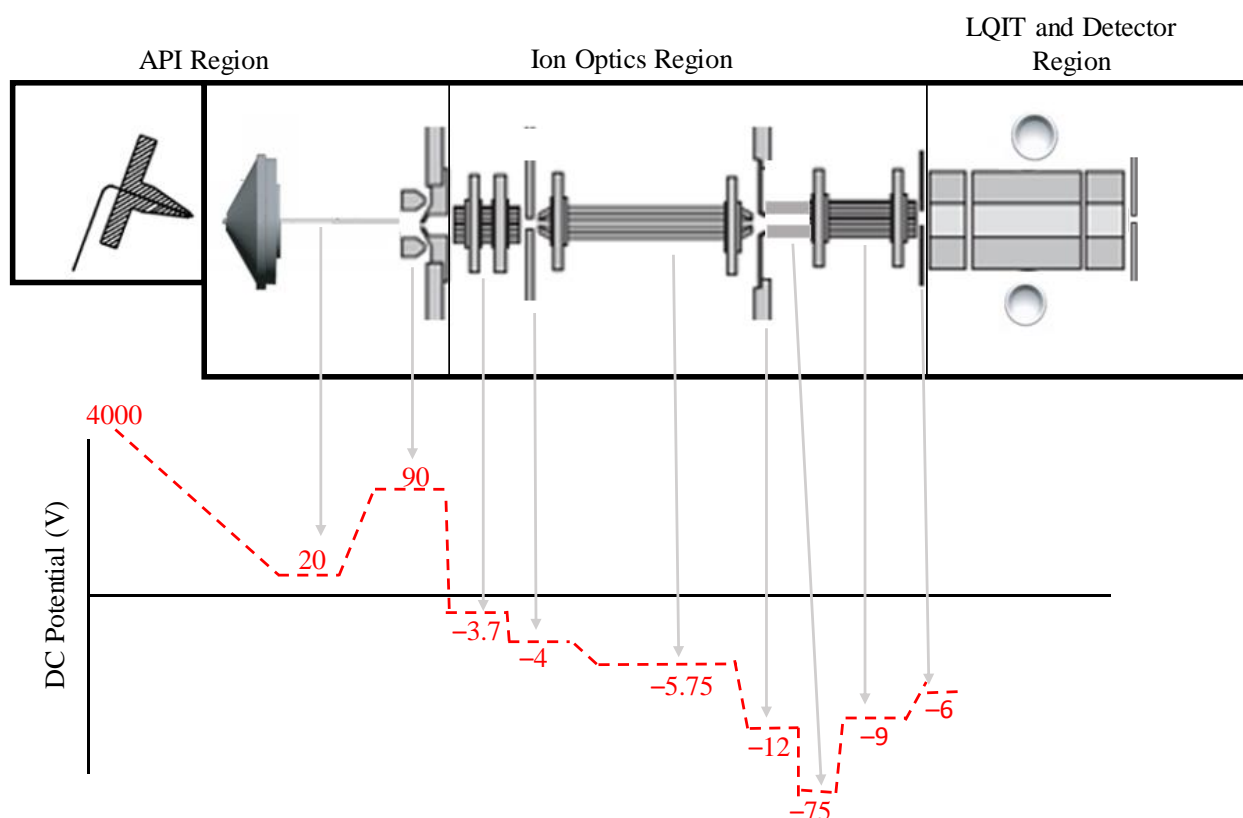 API Region
Ion Optics Region
LQIT and Detector
Region
4000
90
20
DC Potential (V)
−3.7
−4
−5.75
−12
−9
−6
−75